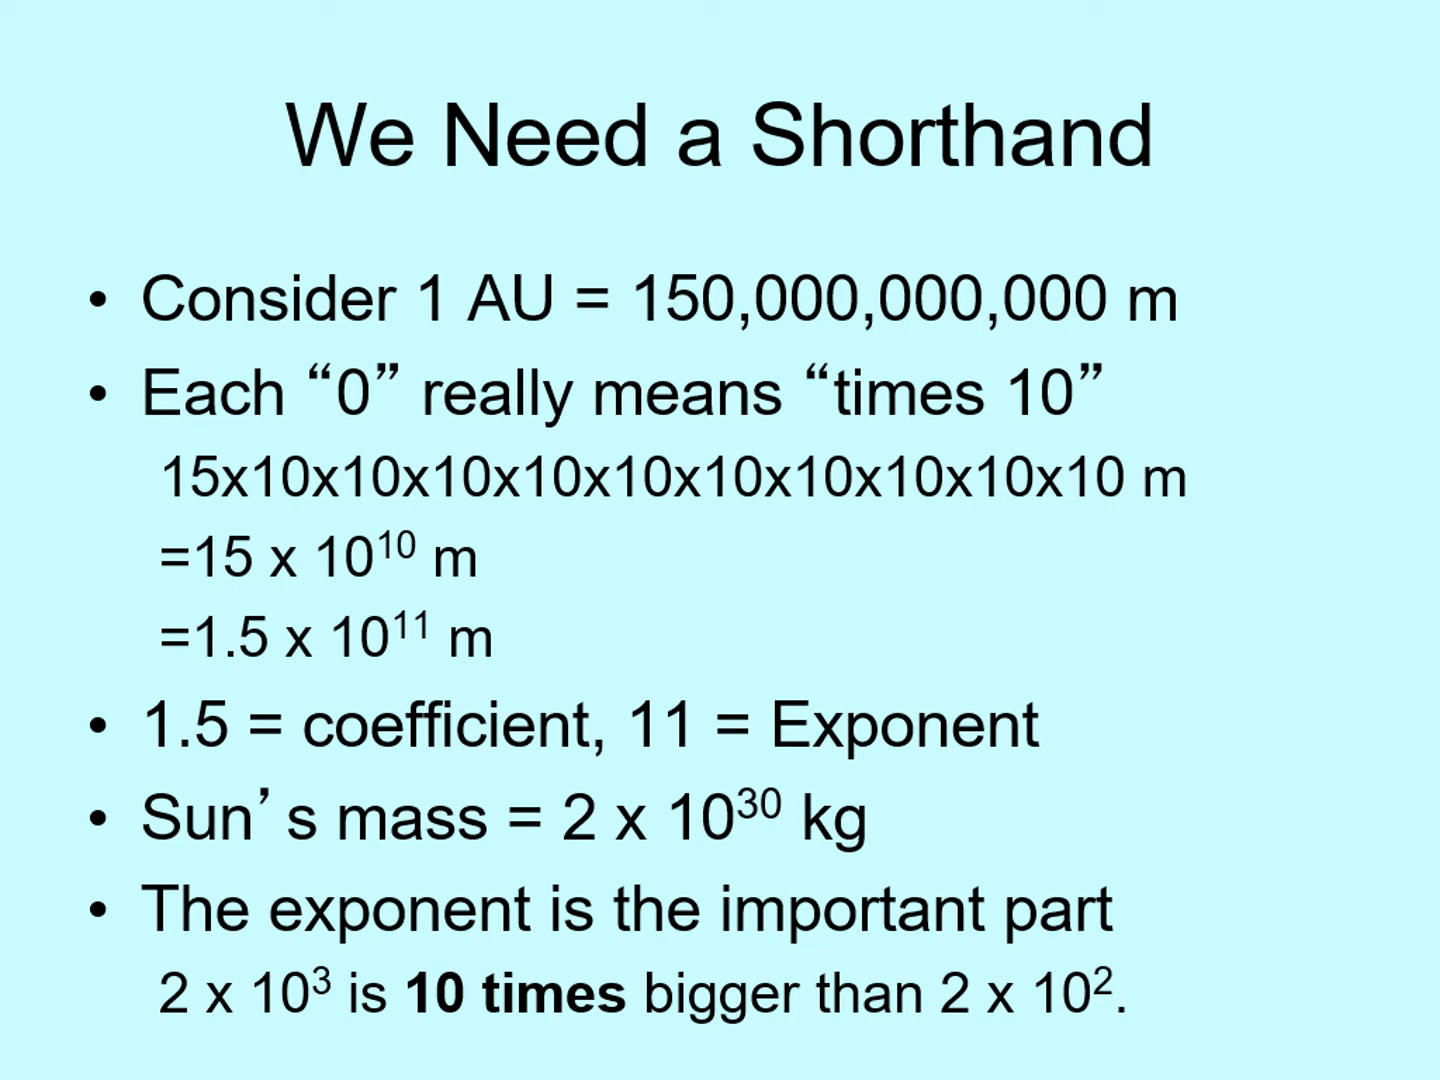 We Need a Shorthand
• Consider 1 AU = 150,000,000,000 m
• Each “0” really means “times 10”
15x10x10x10x10x10x10x10x10x10x10 m
=15 x 10¹⁰ m
=1.5 x 10¹¹ m
• 1.5 = coefficient, 11 = Exponent
• Sun’s mass = 2 x 10³⁰ kg
• The exponent is the important part
2 x 10³ is 10 times bigger than 2 x 10².